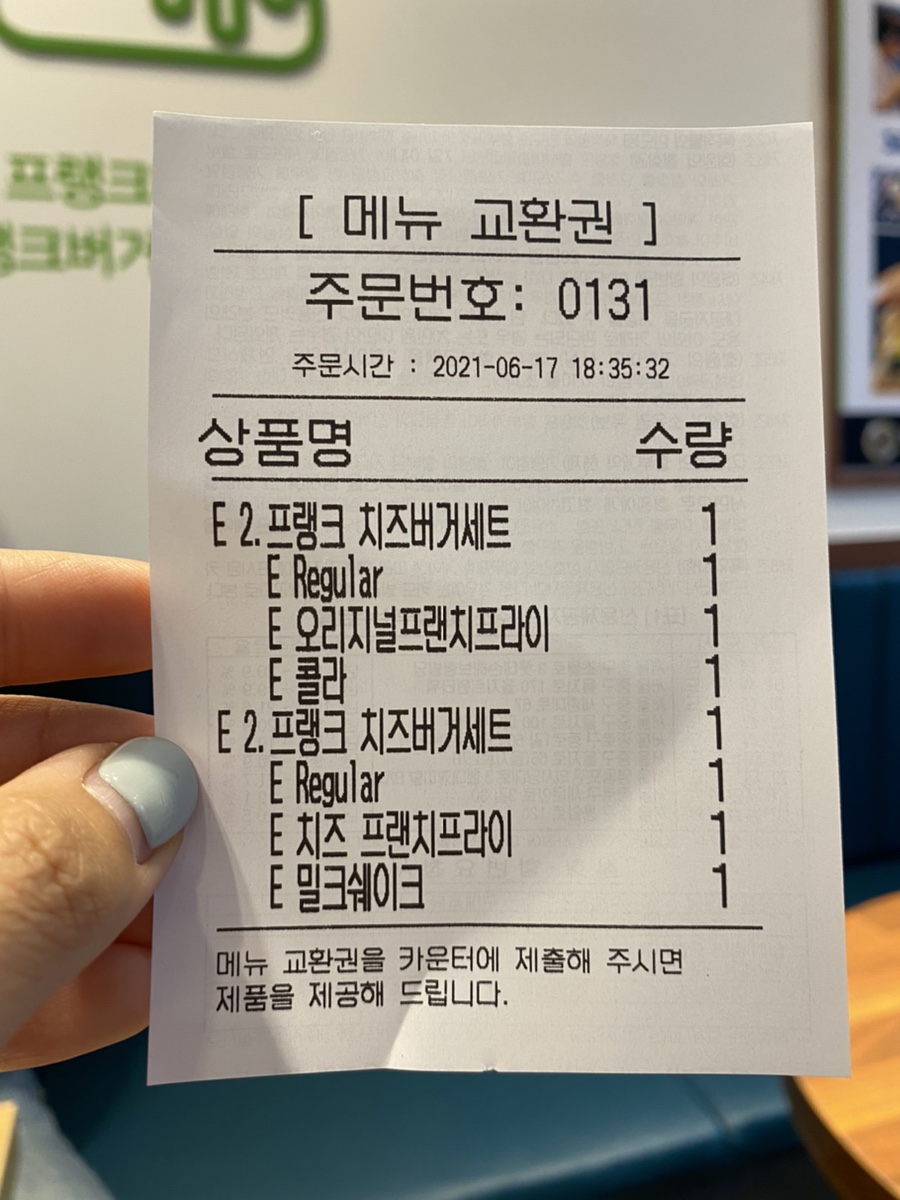 프랭크
랭크버거
[ 메뉴 교환권 ]
주문번호: 0131
주문시간 : 2021-06-17 18:35:32
상품명 수량
E 2.프랭크 치즈버거세트 1
E Regular 1
E 오리지널프랜치프라이 1
E 콜라 1
E 2.프랭크 치즈버거세트 1
E Regular 1
E 치즈 프랜치프라이 1
E 밀크쉐이크 1
메뉴 교환권을 카운터에 제출해 주시면
제품을 제공해 드립니다.